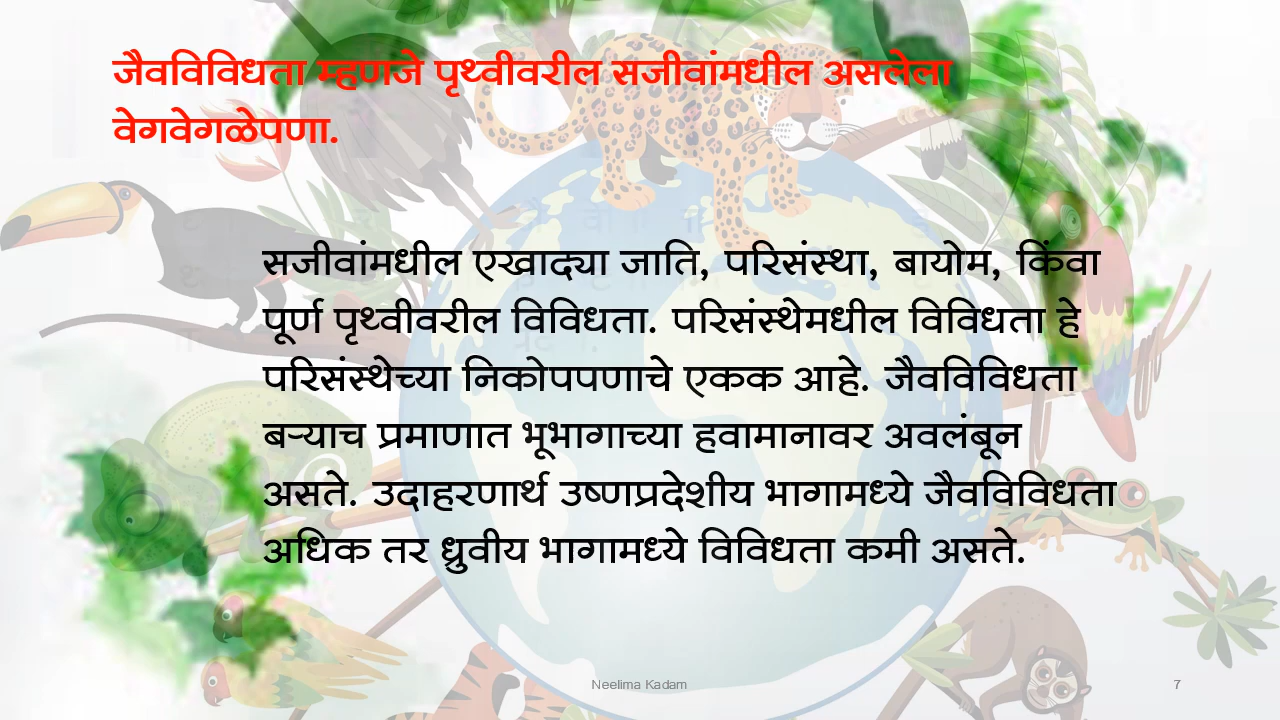 जैवविविधता म्हणजे पृथ्वीवरील सजीवांमधील असलेला
वेगवेगळेपणा.
सजीवांमधील एखाद्या जाति, परिसंस्था, बायोम, किंवा
पूर्ण पृथ्वीवरील विविधता. परिसंस्थेमधील विविधता हे
परिसंस्थेच्या निकोपपणाचे एकक आहे. जैवविविधता
बऱ्याच प्रमाणात भूभागाच्या हवामानावर अवलंबून
असते. उदाहरणार्थ उष्णप्रदेशीय भागामध्ये जैवविविधता
अधिक तर ध्रुवीय भागामध्ये विविधता कमी असते.
Neelima Kadam
7